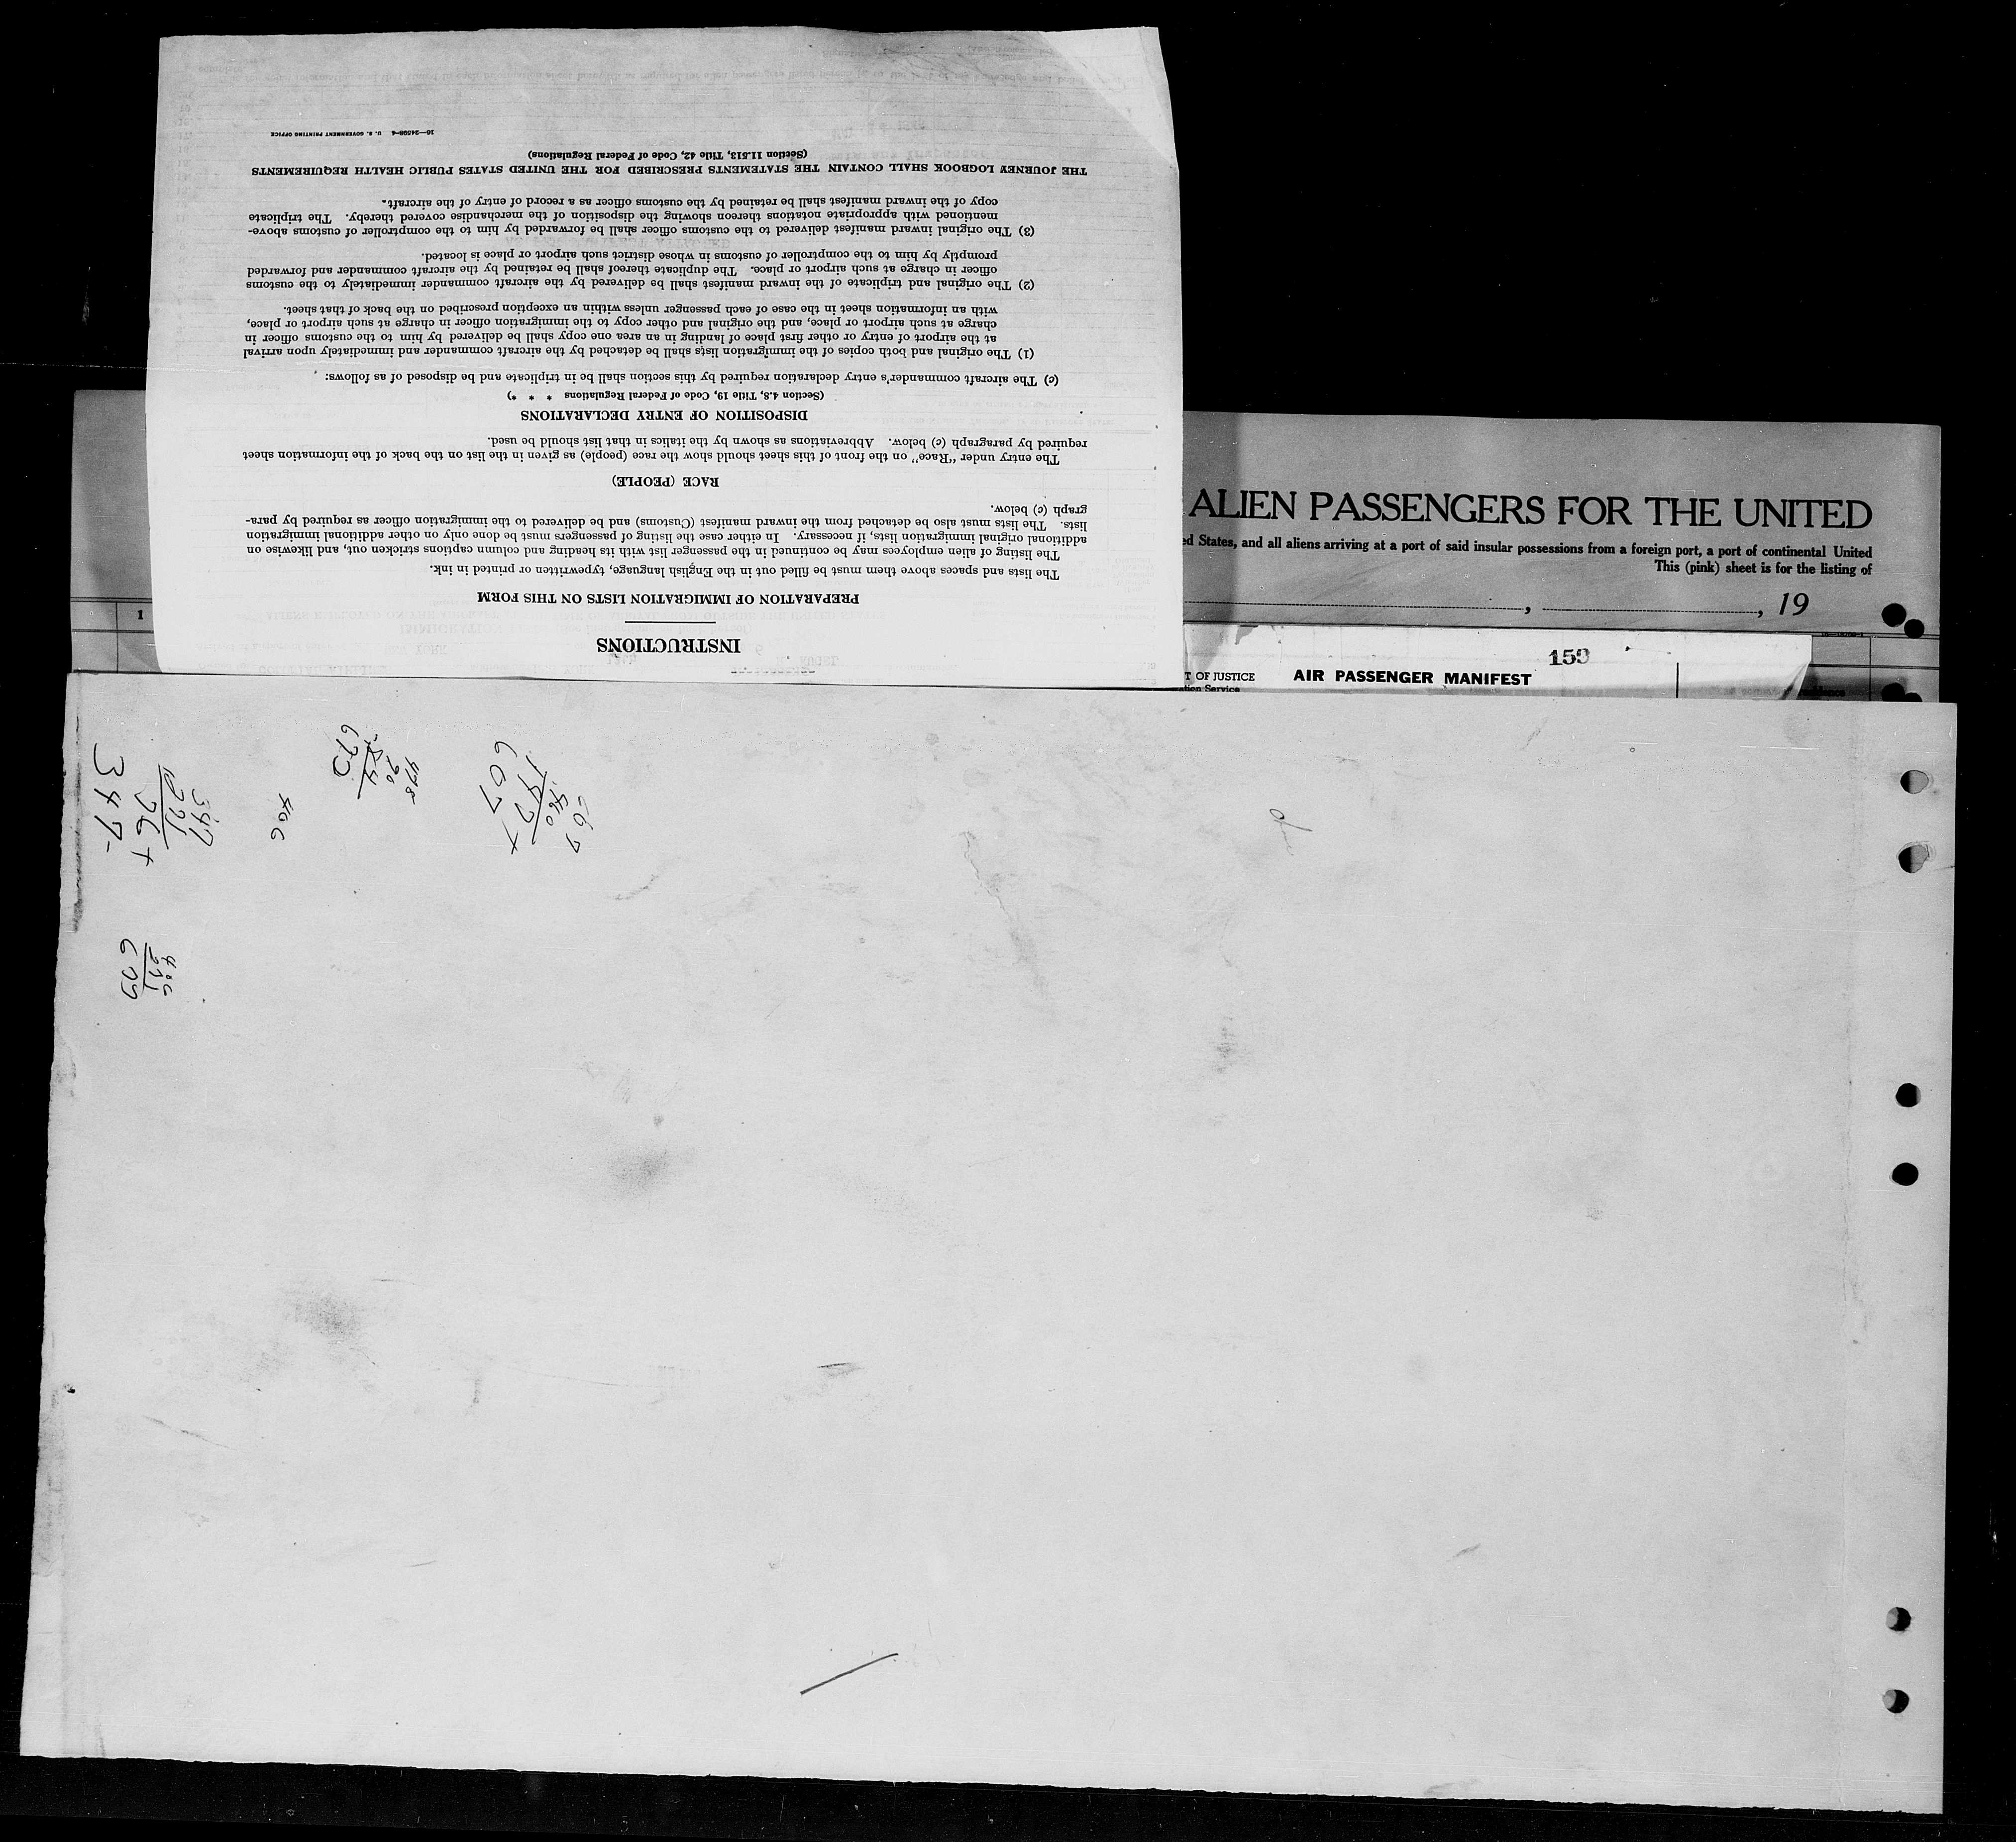 INSTRUCTIONS
PREPARATION OF IMMIGRATION LISTS ON THIS FORM
The lists and spaces above them must be filled out in the English language, typewritten or printed in ink.
The listing of alien employees may be continued in the passenger list with its heading and column captions stricken out, and likewise on
additional original immigration lists, if necessary. In either case the listing of passengers must be done only on other additional immigration
lists. The lists must also be detached from the inward manifest (Customs) and be delivered to the immigration officer as required by para-
graph (c) below.
RACE (PEOPLE)
The entry under "Race" on the front of this sheet should show the race (people) as given in the list on the back of the information sheet
required by paragraph (c) below. Abbreviations as shown by the italics in that list should be used.
DISPOSITION OF ENTRY DECLARATIONS
(Section 4.8, Title 19, Code of Federal Regulations * * *)
(c) The aircraft commander's entry declaration required by this section shall be in triplicate and be disposed of as follows:
(1) The original and both copies of the immigration lists shall be detached by the aircraft commander and immediately upon arrival
at the airport of entry or other first place of landing in an area one copy shall be delivered by him to the customs officer in
charge at such airport or place, and the original and other copy to the immigration officer in charge at such airport or place,
with an information sheet in the case of each passenger unless within an exception prescribed on the back of that sheet.
(2) The original and triplicate of the inward manifest shall be delivered by the aircraft commander immediately to the customs
officer in charge at such airport or place. The duplicate thereof shall be retained by the aircraft commander and forwarded
promptly by him to the comptroller of customs in whose district such airport or place is located.
(3) The original inward manifest delivered to the customs officer shall be forwarded by him to the comptroller of customs above-
mentioned with appropriate notations thereon showing the disposition of the merchandise covered thereby. The triplicate
copy of the inward manifest shall be retained by the customs officer as a record of entry of the aircraft.
THE JOURNEY LOGBOOK SHALL CONTAIN THE STATEMENTS PRESCRIBED FOR THE UNITED STATES PUBLIC HEALTH REQUIREMENTS
(Section 11.513, Title 42, Code of Federal Regulations)
16—24598-4 U. S. GOVERNMENT PRINTING OFFICE
ALIEN PASSENGERS FOR THE UNITED
ed States, and all aliens arriving at a port of said insular possessions from a foreign port, a port of continental United
This (pink) sheet is for the listing of
, , 19
1
159
T OF JUSTICE AIR PASSENGER MANIFEST
ation Service
347
221
347-
466
607